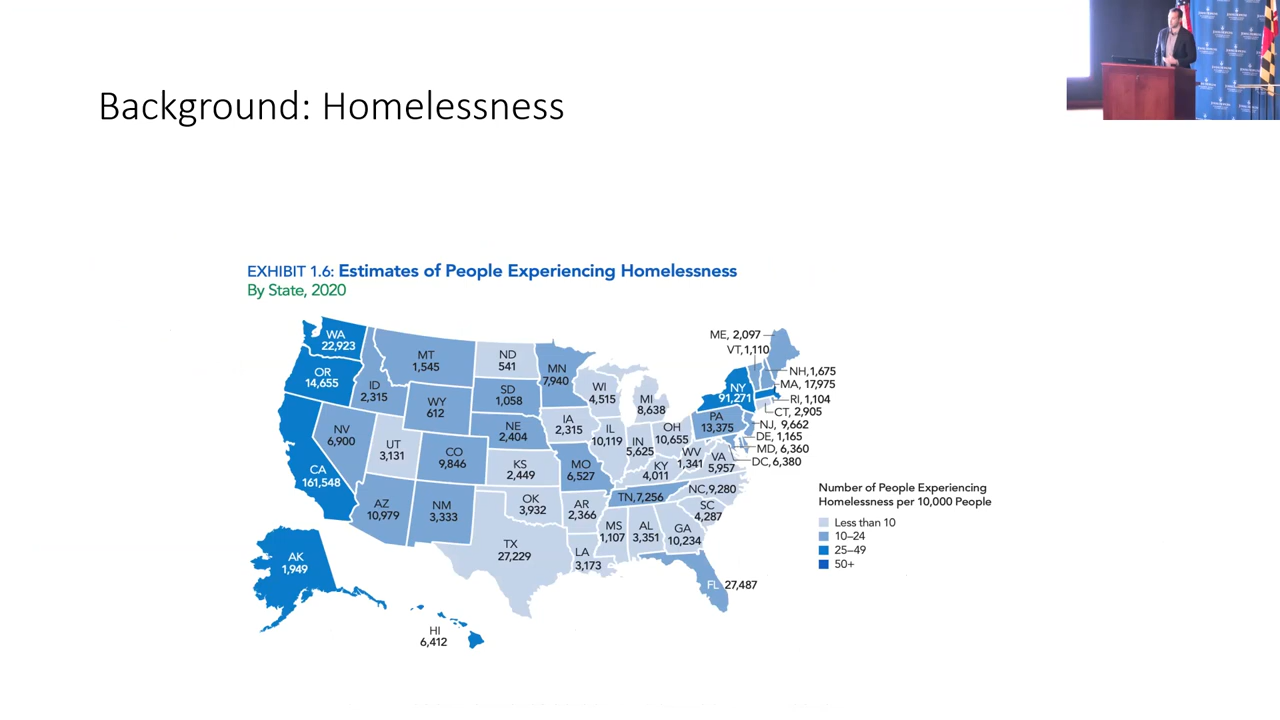 Background: Homelessness
EXHIBIT 1.6: Estimates of People Experiencing Homelessness
By State, 2020
WA
22,923
OR
14,655
CA
161,548
NV
6,900
ID
2,315
MT
1,545
WY
612
UT
3,131
AZ
10,979
CO
9,846
NM
3,333
ND
541
SD
1,058
NE
2,404
KS
2,449
OK
3,932
TX
27,229
MN
7,940
IA
2,315
MO
6,527
AR
2,366
LA
3,173
WI
4,515
IL
10,119
MI
8,638
IN
5,625
OH
10,655
KY
4,011
TN, 7,256
MS
1,107
AL
3,351
GA
10,234
FL 27,487
SC
4,287
NC, 9,280
VA
5,957
WV
1,341
PA
13,375
NY
91,271
ME, 2,097
VT, 1,110
NH, 1,675
MA, 17,975
RI, 1,104
CT, 2,905
NJ, 9,662
DE, 1,165
MD, 6,360
DC, 6,380
AK
1,949
HI
6,412
Number of People Experiencing
Homelessness per 10,000 People
Less than 10
10–24
25–49
50+